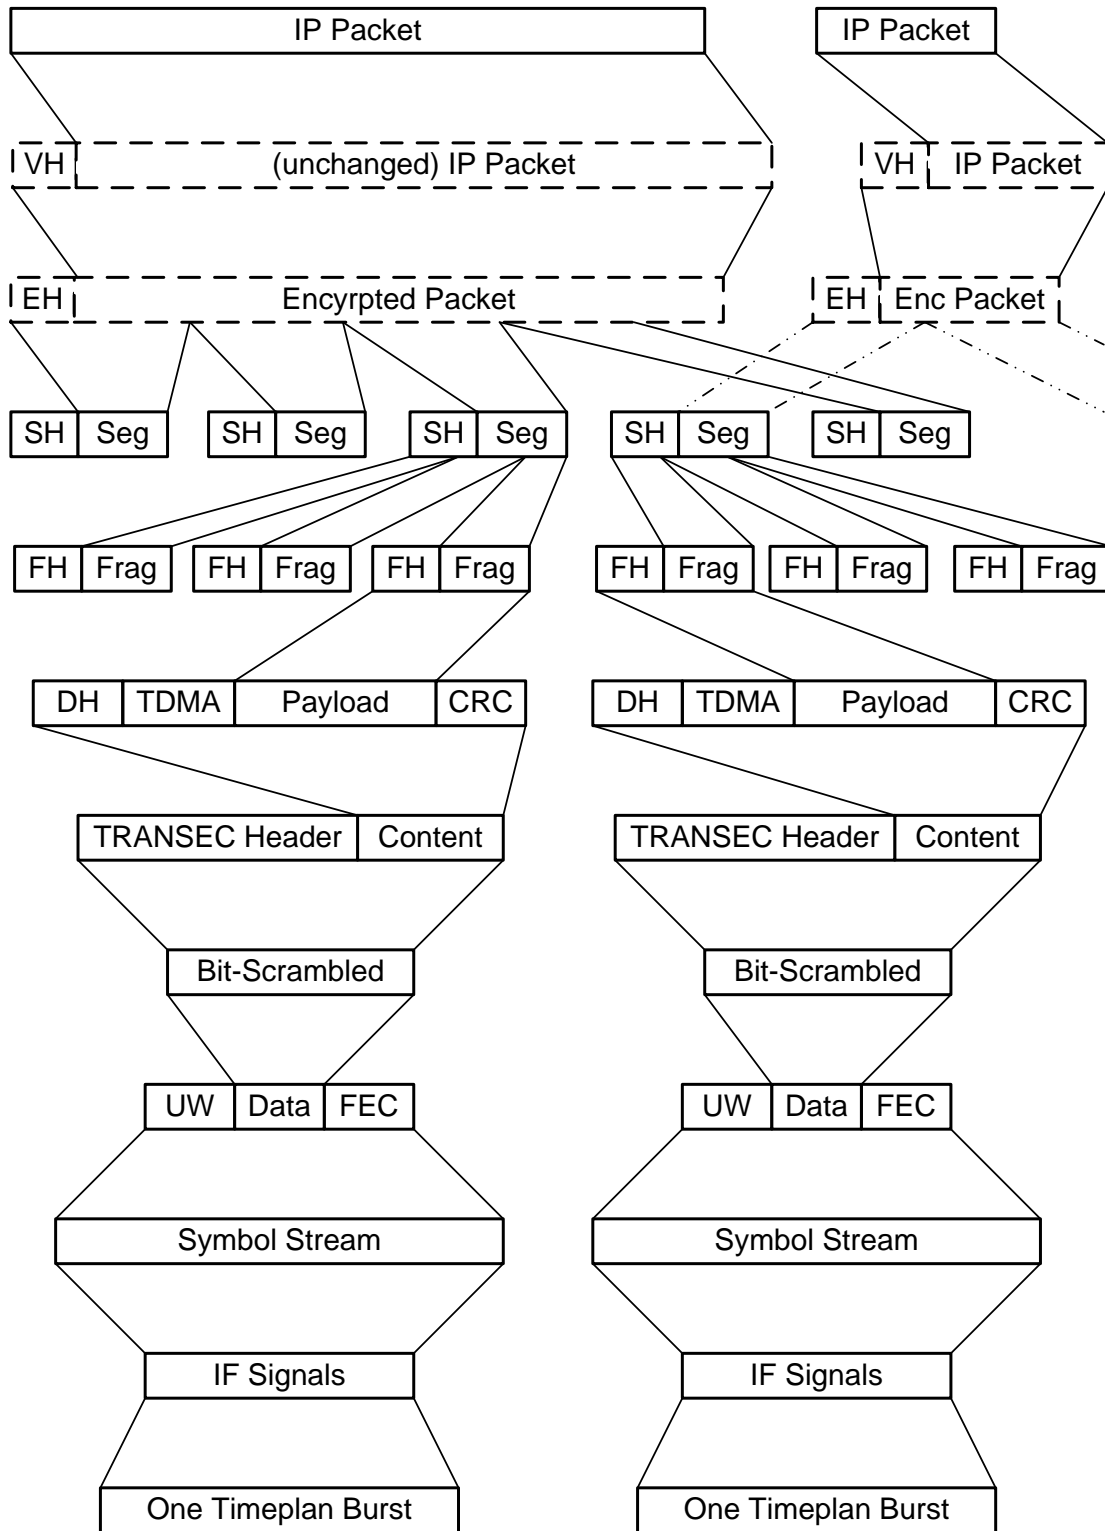 IP Packet IP Packet
VH (unchanged) IP Packet VH IP Packet
EH Encyrpted Packet EH Enc Packet
SH Seg SH Seg SH Seg SH Seg SH Seg
FH Frag FH Frag FH Frag FH Frag FH Frag FH Frag
DH TDMA Payload CRC DH TDMA Payload CRC
TRANSEC Header Content TRANSEC Header Content
Bit-Scrambled Bit-Scrambled
UW Data FEC UW Data FEC
Symbol Stream Symbol Stream
IF Signals IF Signals
One Timeplan Burst One Timeplan Burst